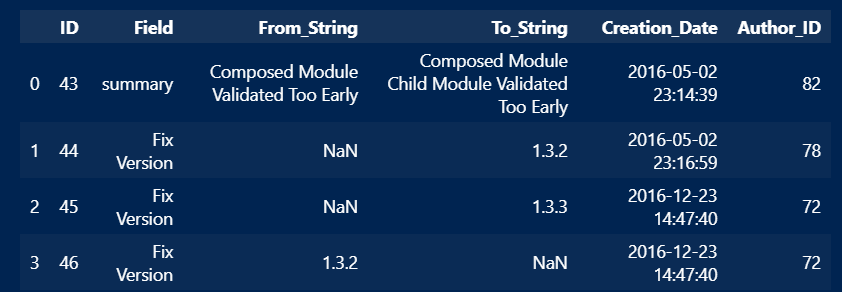 ID Field From_String To_String Creation_Date Author_ID
0 43 summary Composed Module Validated Too Early Composed Module Child Module Validated Too Early 2016-05-02 23:14:39 82
1 44 Fix Version NaN 1.3.2 2016-05-02 23:16:59 78
2 45 Fix Version NaN 1.3.3 2016-12-23 14:47:40 72
3 46 Fix Version 1.3.2 NaN 2016-12-23 14:47:40 72